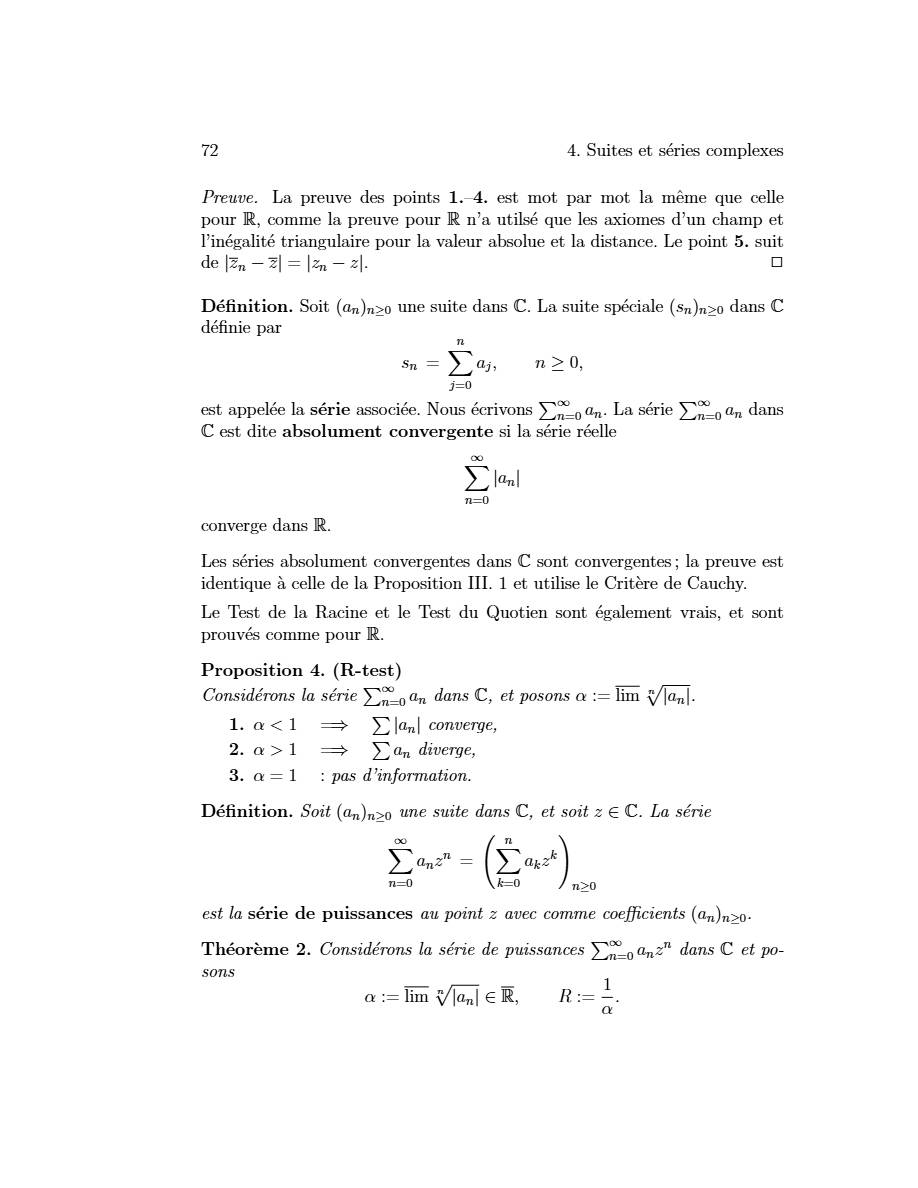 72 4. Suites et séries complexes
Preuve. La preuve des points 1.–4. est mot par mot la même que celle
pour ℝ, comme la preuve pour ℝ n'a utilsé que les axiomes d'un champ et
l'inégalité triangulaire pour la valeur absolue et la distance. Le point 5. suit
de |z̅ₙ − z̅| = |zₙ − z|. □
Définition. Soit (aₙ)ₙ≥₀ une suite dans ℂ. La suite spéciale (sₙ)ₙ≥₀ dans ℂ
définie par
sₙ = ∑_{j=0}^{n} aⱼ, n ≥ 0,
est appelée la série associée. Nous écrivons ∑_{n=0}^{∞} aₙ. La série ∑_{n=0}^{∞} aₙ dans
ℂ est dite absolument convergente si la série réelle
∑_{n=0}^{∞} |aₙ|
converge dans ℝ.
Les séries absolument convergentes dans ℂ sont convergentes ; la preuve est
identique à celle de la Proposition III. 1 et utilise le Critère de Cauchy.
Le Test de la Racine et le Test du Quotien sont également vrais, et sont
prouvés comme pour ℝ.
Proposition 4. (R-test)
Considérons la série ∑_{n=0}^{∞} aₙ dans ℂ, et posons α := \overline{lim} \sqrt[n]{|aₙ|}.
1. α < 1 ⟹ ∑ |aₙ| converge,
2. α > 1 ⟹ ∑ aₙ diverge,
3. α = 1 : pas d'information.
Définition. Soit (aₙ)ₙ≥₀ une suite dans ℂ, et soit z ∈ ℂ. La série
∑_{n=0}^{∞} aₙzⁿ = (∑_{k=0}^{n} aₖzᵏ)_{n≥0}
est la série de puissances au point z avec comme coefficients (aₙ)ₙ≥₀.
Théorème 2. Considérons la série de puissances ∑_{n=0}^{∞} aₙzⁿ dans ℂ et po-
sons
α := \overline{lim} \sqrt[n]{|aₙ|} ∈ \overline{ℝ}, R := \frac{1}{α}.